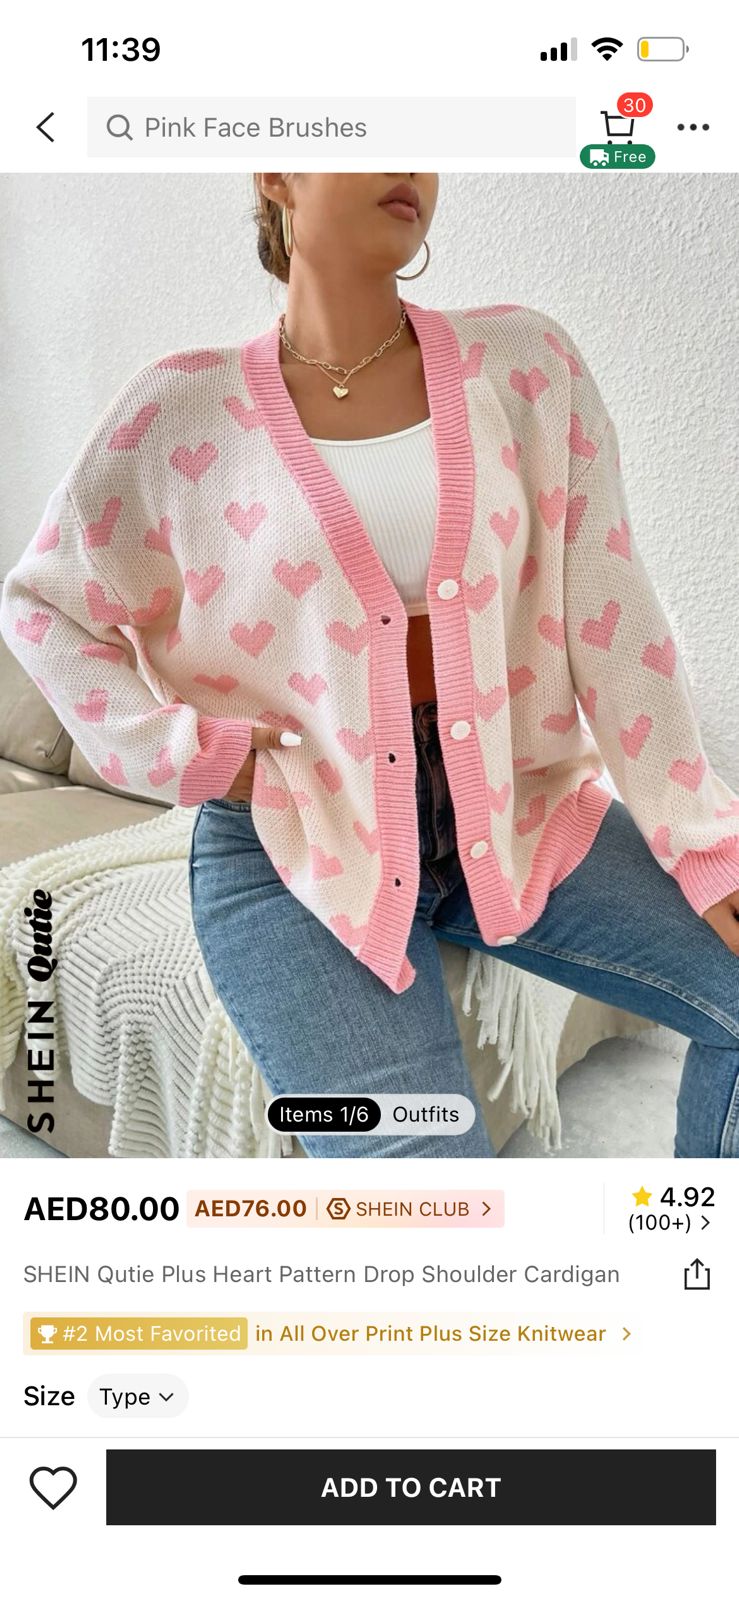 11:39
Pink Face Brushes
30
Free
SHEIN Qutie
Items 1/6 Outfits
AED80.00 AED76.00 S SHEIN CLUB >
4.92
(100+) >
SHEIN Qutie Plus Heart Pattern Drop Shoulder Cardigan
#2 Most Favorited in All Over Print Plus Size Knitwear >
Size Type
ADD TO CART